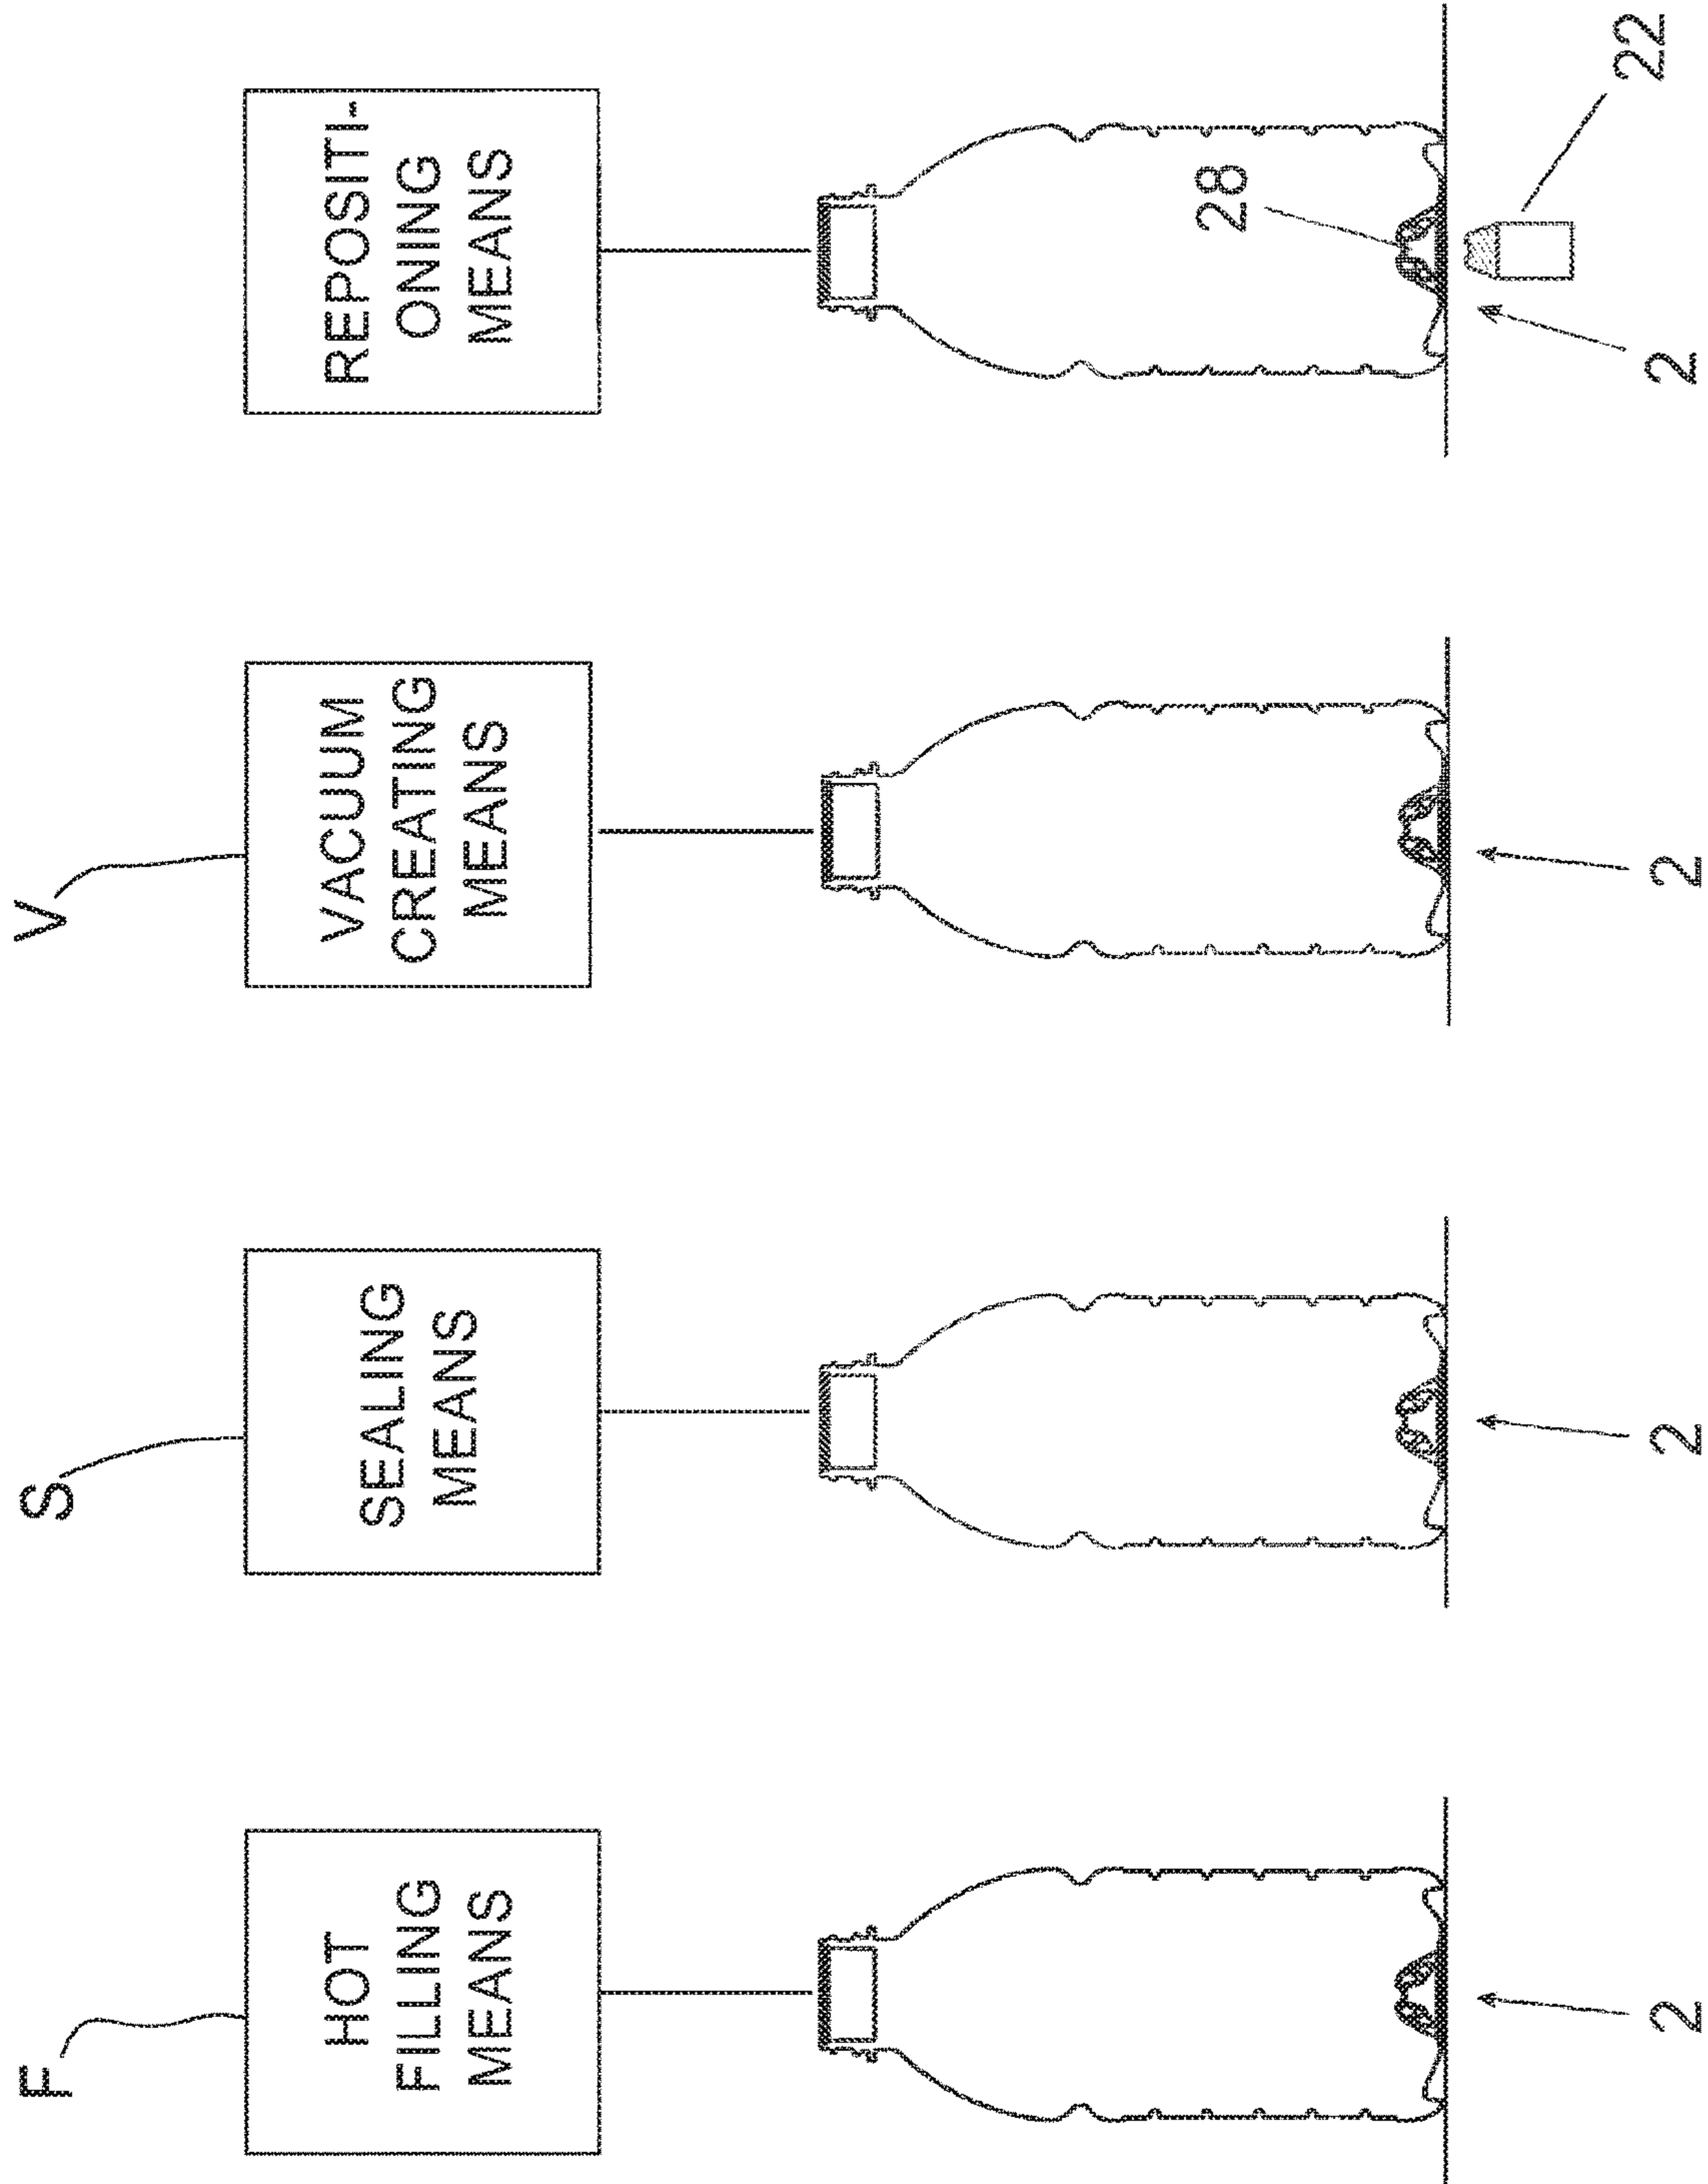 F
HOT
FILLING
MEANS
2
S
SEALING
MEANS
2
V
VACUUM
CREATING
MEANS
2
REPOSITI-
ONING
MEANS
28
2
22